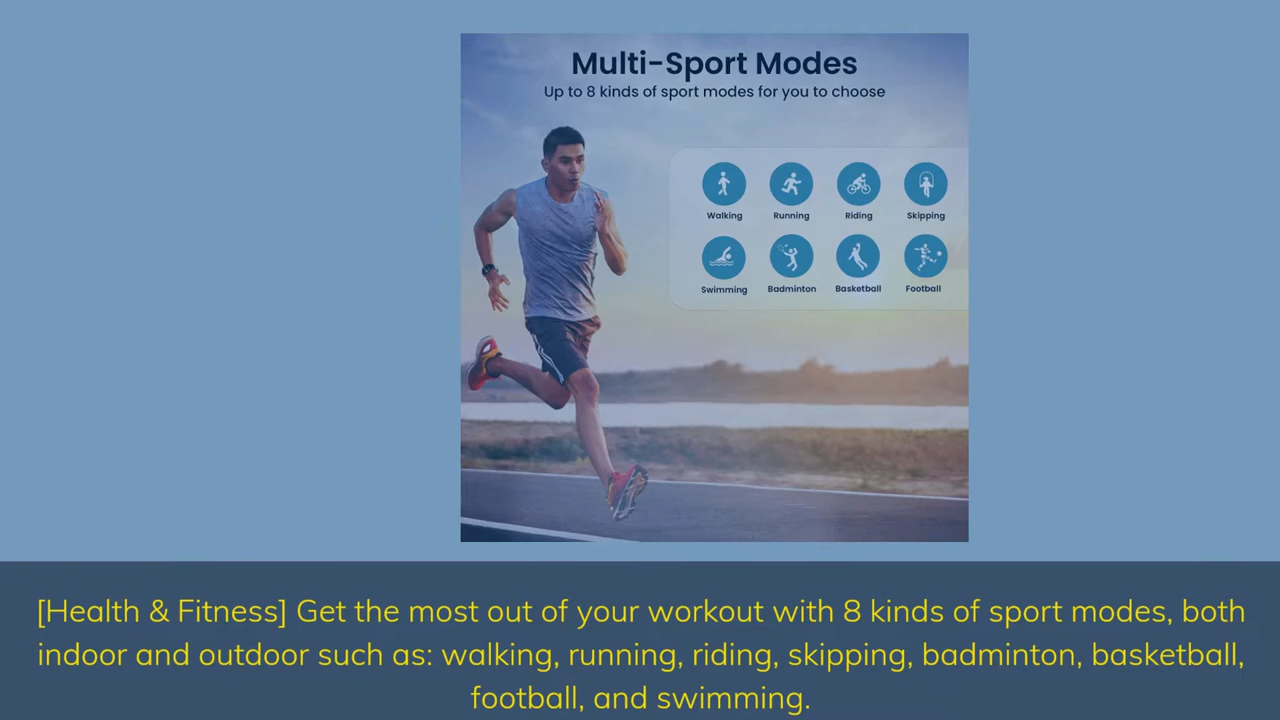 Multi-Sport Modes
Up to 8 kinds of sport modes for you to choose
Walking Running Riding Skipping
Swimming Badminton Basketball Football
[Health & Fitness] Get the most out of your workout with 8 kinds of sport modes, both
indoor and outdoor such as: walking, running, riding, skipping, badminton, basketball,
football, and swimming.